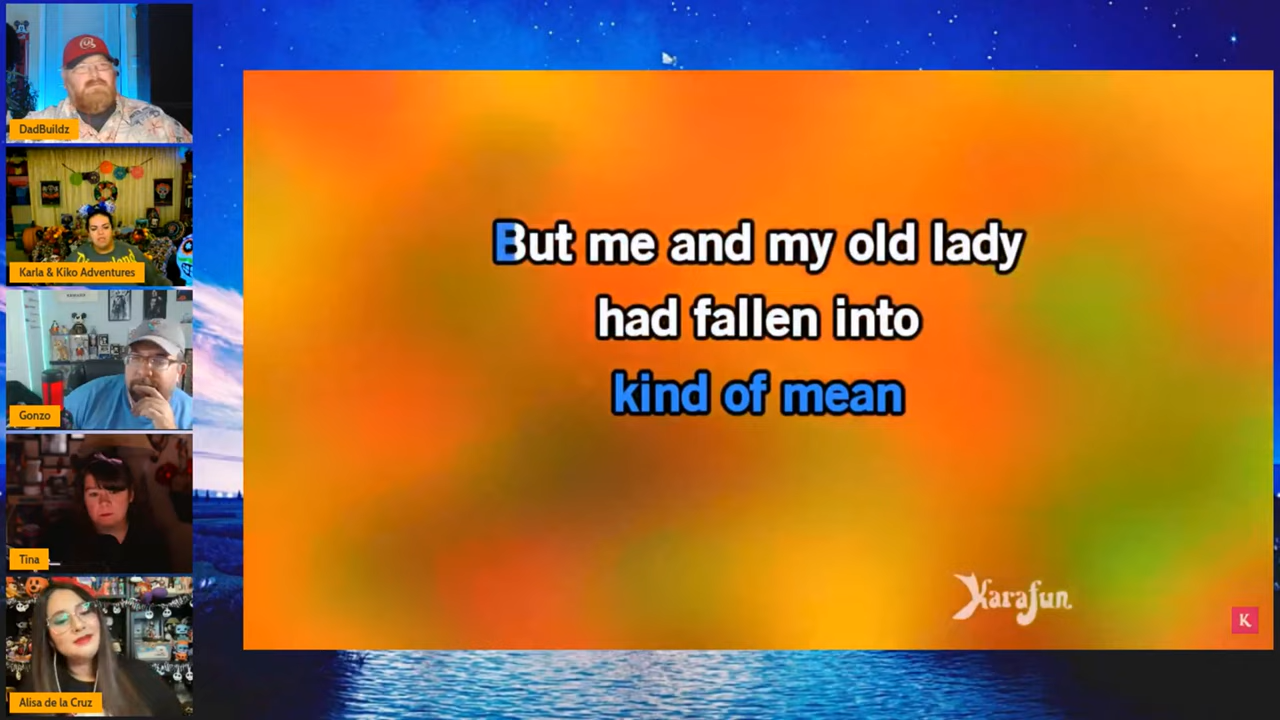 DadBuildz
Karla & Kiko Adventures
Gonzo
Tina
Alisa de la Cruz
But me and my old lady
had fallen into
kind of mean
Karafun
K